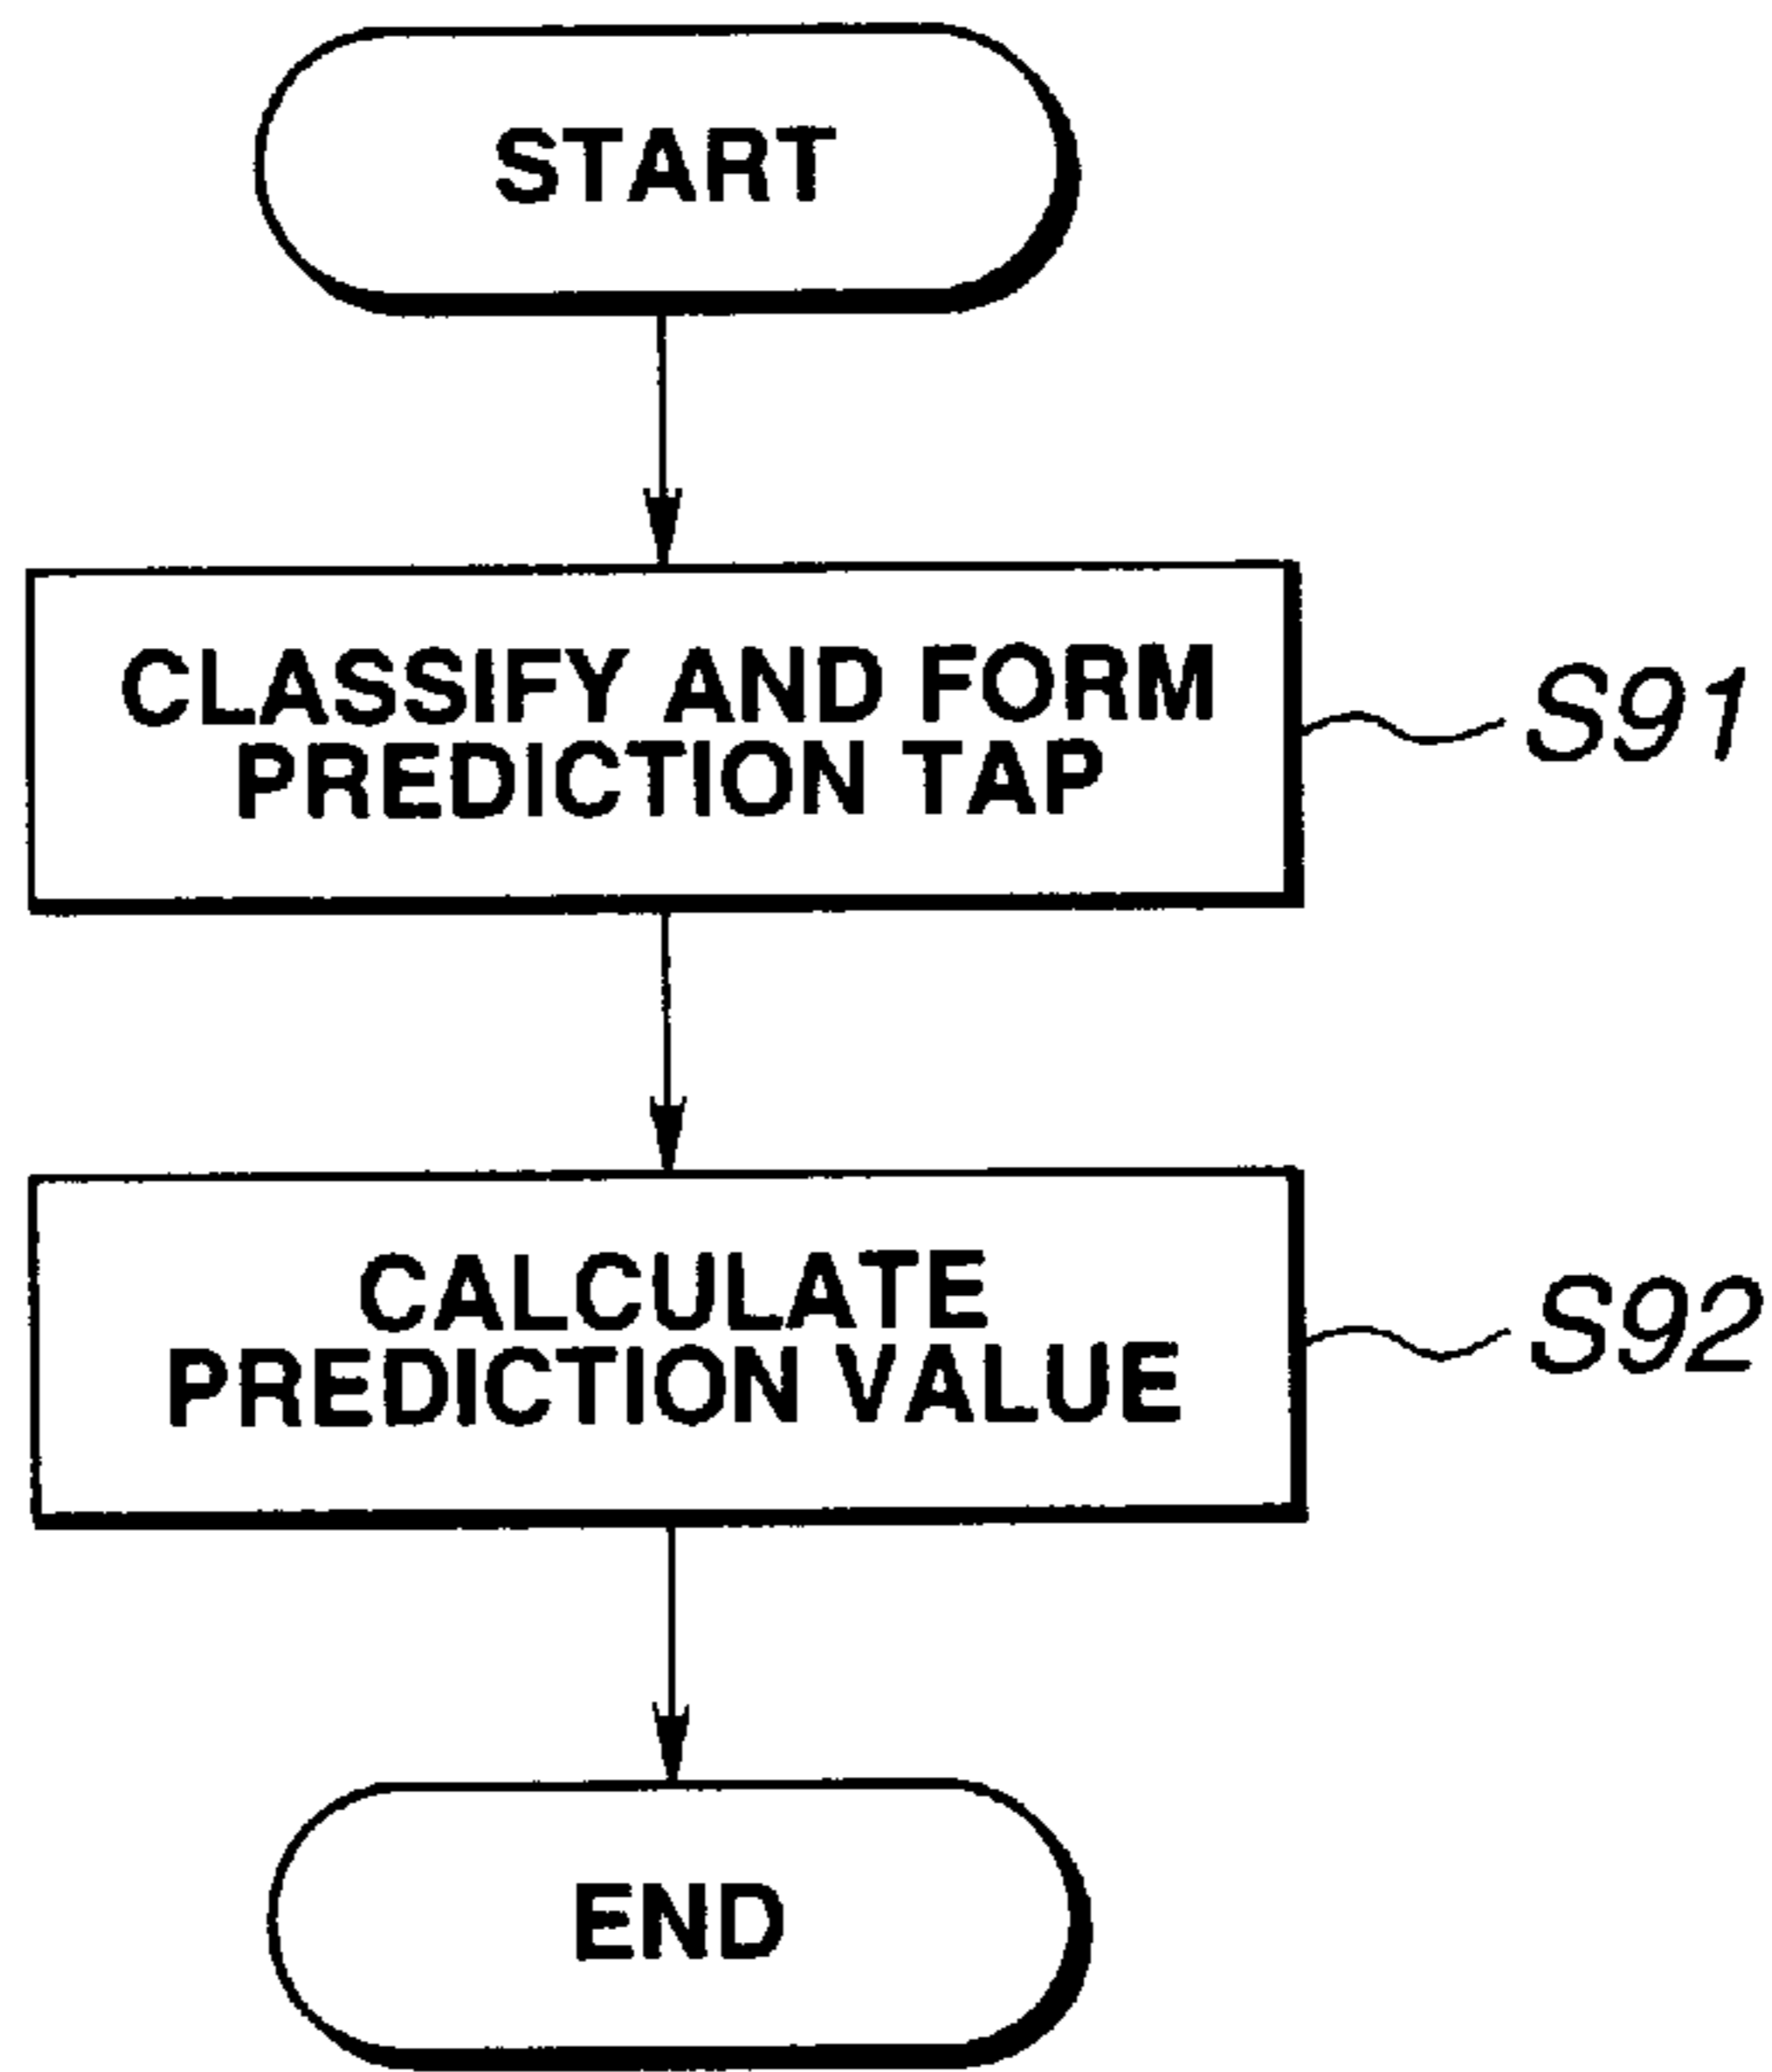 START
CLASSIFY AND FORM
PREDICTION TAP
S91
CALCULATE
PREDICTION VALUE
S92
END